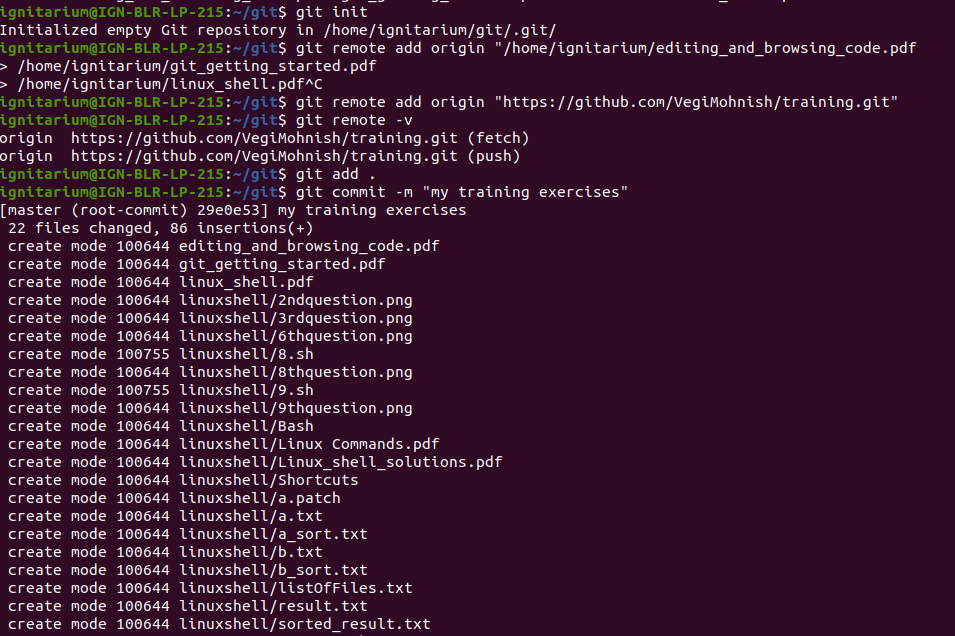 ignitarium@IGN-BLR-LP-215:~/git$ git init
Initialized empty Git repository in /home/ignitarium/git/.git/
ignitarium@IGN-BLR-LP-215:~/git$ git remote add origin "/home/ignitarium/editing_and_browsing_code.pdf
> /home/ignitarium/git_getting_started.pdf
> /home/ignitarium/linux_shell.pdf^C
ignitarium@IGN-BLR-LP-215:~/git$ git remote add origin "https://github.com/VegiMohnish/training.git"
ignitarium@IGN-BLR-LP-215:~/git$ git remote -v
origin  https://github.com/VegiMohnish/training.git (fetch)
origin  https://github.com/VegiMohnish/training.git (push)
ignitarium@IGN-BLR-LP-215:~/git$ git add .
ignitarium@IGN-BLR-LP-215:~/git$ git commit -m "my training exercises"
[master (root-commit) 29e0e53] my training exercises
 22 files changed, 86 insertions(+)
 create mode 100644 editing_and_browsing_code.pdf
 create mode 100644 git_getting_started.pdf
 create mode 100644 linux_shell.pdf
 create mode 100644 linuxshell/2ndquestion.png
 create mode 100644 linuxshell/3rdquestion.png
 create mode 100644 linuxshell/6thquestion.png
 create mode 100755 linuxshell/8.sh
 create mode 100644 linuxshell/8thquestion.png
 create mode 100755 linuxshell/9.sh
 create mode 100644 linuxshell/9thquestion.png
 create mode 100644 linuxshell/Bash
 create mode 100644 linuxshell/Linux Commands.pdf
 create mode 100644 linuxshell/Linux_shell_solutions.pdf
 create mode 100644 linuxshell/Shortcuts
 create mode 100644 linuxshell/a.patch
 create mode 100644 linuxshell/a.txt
 create mode 100644 linuxshell/a_sort.txt
 create mode 100644 linuxshell/b.txt
 create mode 100644 linuxshell/b_sort.txt
 create mode 100644 linuxshell/listOfFiles.txt
 create mode 100644 linuxshell/result.txt
 create mode 100644 linuxshell/sorted_result.txt